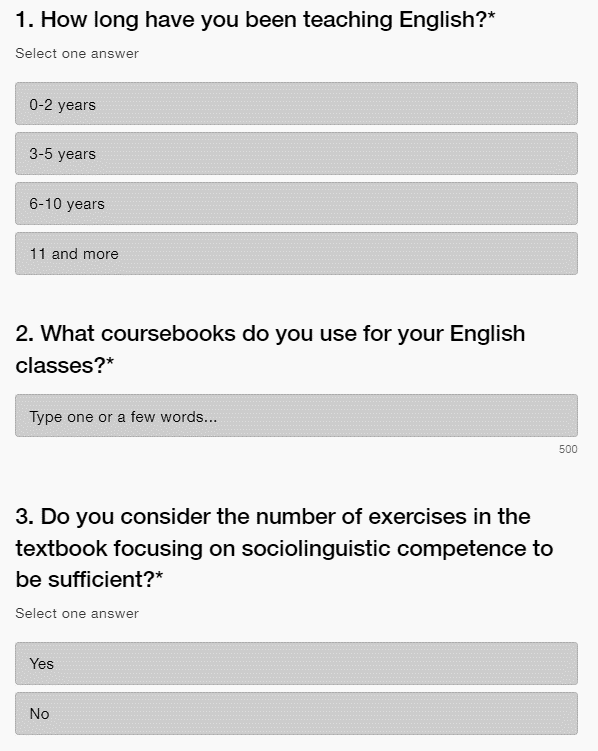 1. How long have you been teaching English?*
Select one answer
0-2 years
3-5 years
6-10 years
11 and more
2. What coursebooks do you use for your English
classes?*
Type one or a few words...
500
3. Do you consider the number of exercises in the
textbook focusing on sociolinguistic competence to
be sufficient?*
Select one answer
Yes
No